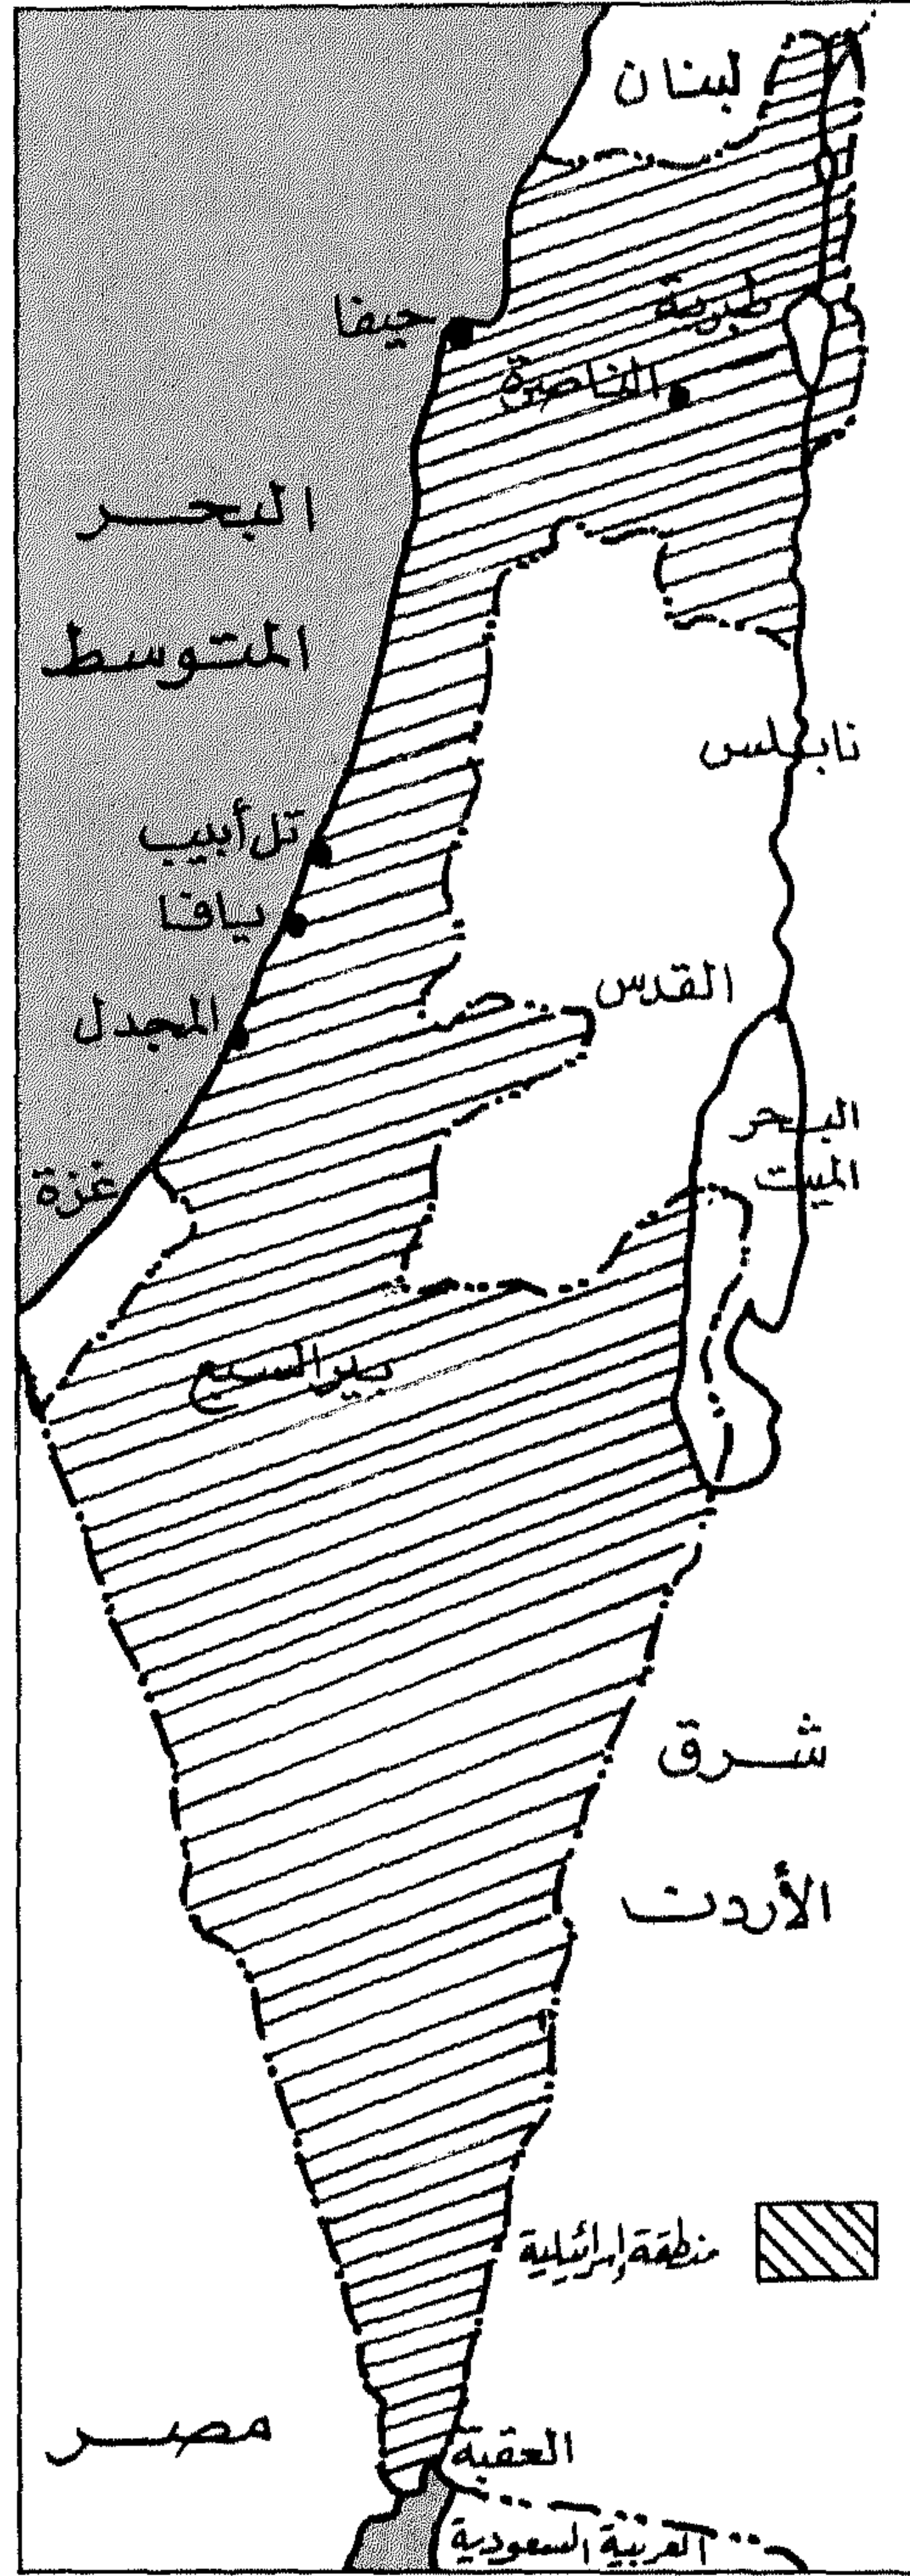 لبنان
حيفا
طبرية
الناصرة
البحر
المتوسط
نابلس
تل أبيب
يافا
القدس
المجدل
البحر
الميت
غزة
بير السبع
شرق
الأردن
منطقة إسرائيلية
مصر
العقبة
العربية السعودية